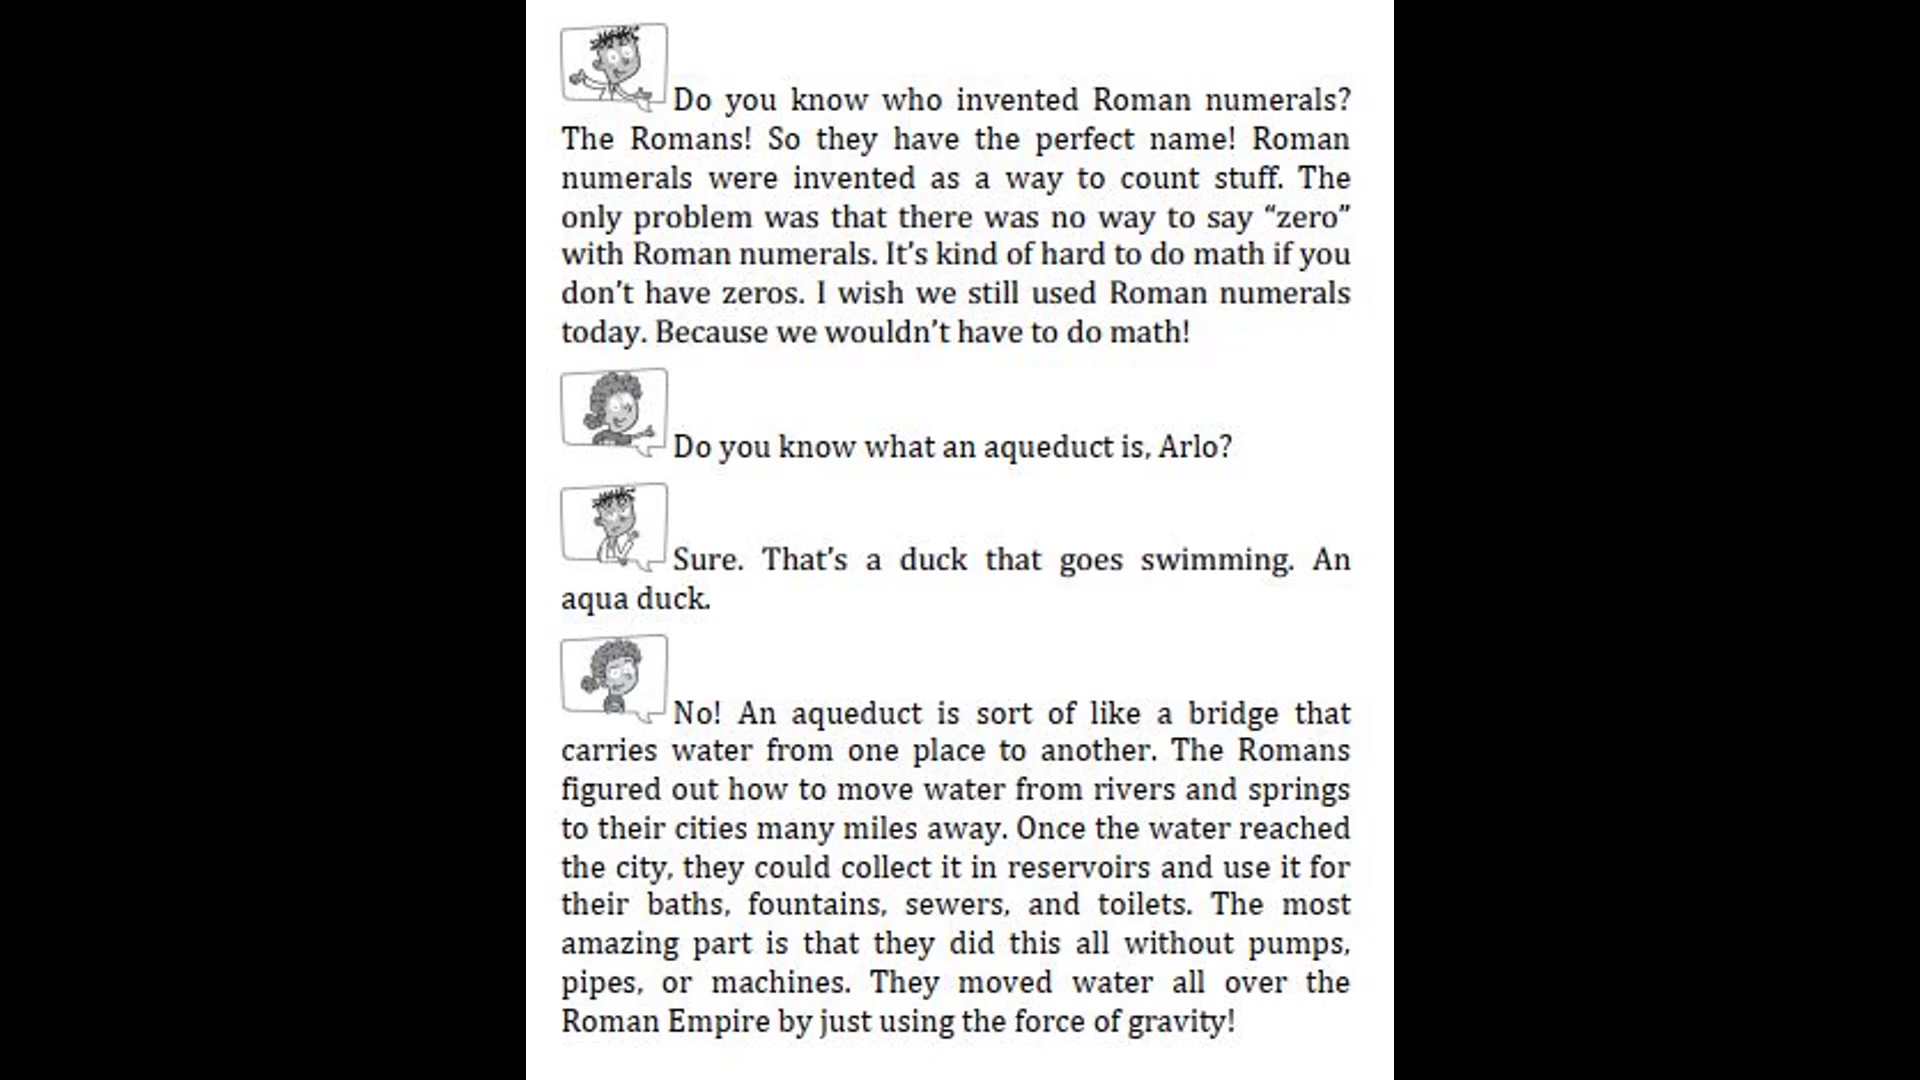 Do you know who invented Roman numerals?
The Romans! So they have the perfect name! Roman
numerals were invented as a way to count stuff. The
only problem was that there was no way to say “zero”
with Roman numerals. It’s kind of hard to do math if you
don’t have zeros. I wish we still used Roman numerals
today. Because we wouldn’t have to do math!
Do you know what an aqueduct is, Arlo?
Sure. That’s a duck that goes swimming. An
aqua duck.
No! An aqueduct is sort of like a bridge that
carries water from one place to another. The Romans
figured out how to move water from rivers and springs
to their cities many miles away. Once the water reached
the city, they could collect it in reservoirs and use it for
their baths, fountains, sewers, and toilets. The most
amazing part is that they did this all without pumps,
pipes, or machines. They moved water all over the
Roman Empire by just using the force of gravity!